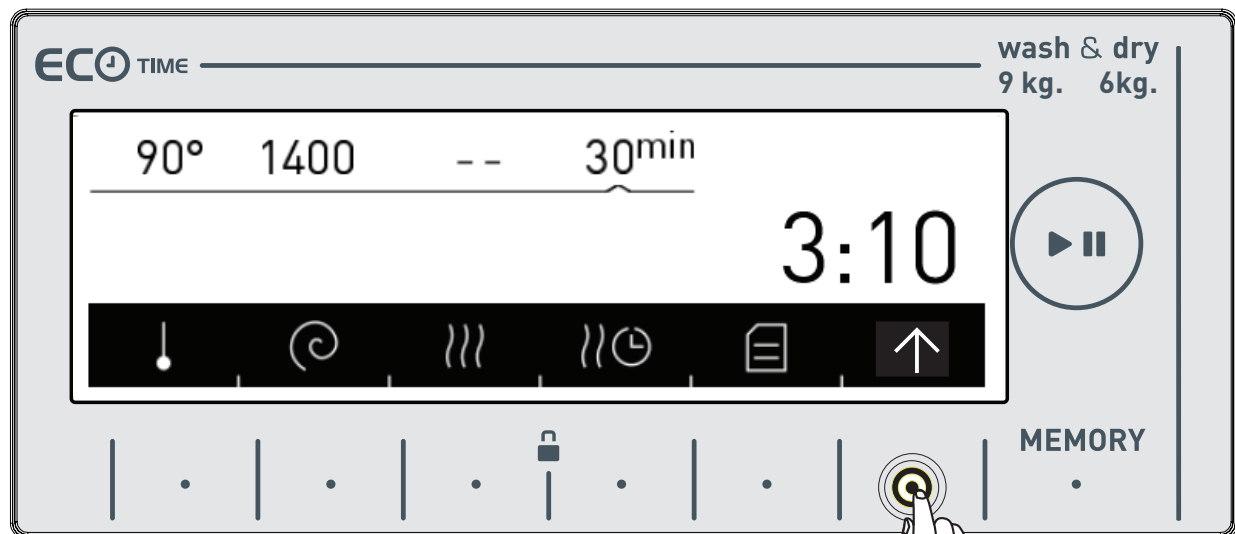 ECO TIME
wash & dry
9 kg. 6kg.
90° 1400 -- 30min
3:10
MEMORY